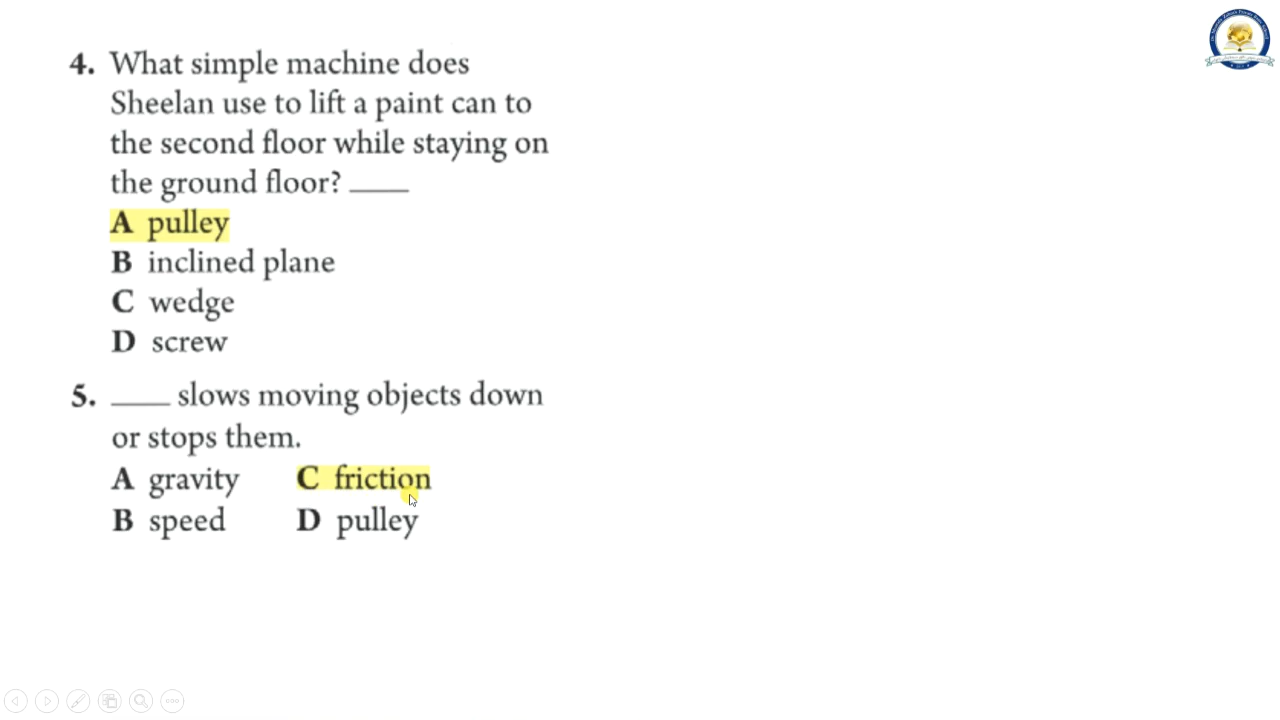 4. What simple machine does
Sheelan use to lift a paint can to
the second floor while staying on
the ground floor? ____
A pulley
B inclined plane
C wedge
D screw
5. ____ slows moving objects down
or stops them.
A gravity C friction
B speed D pulley